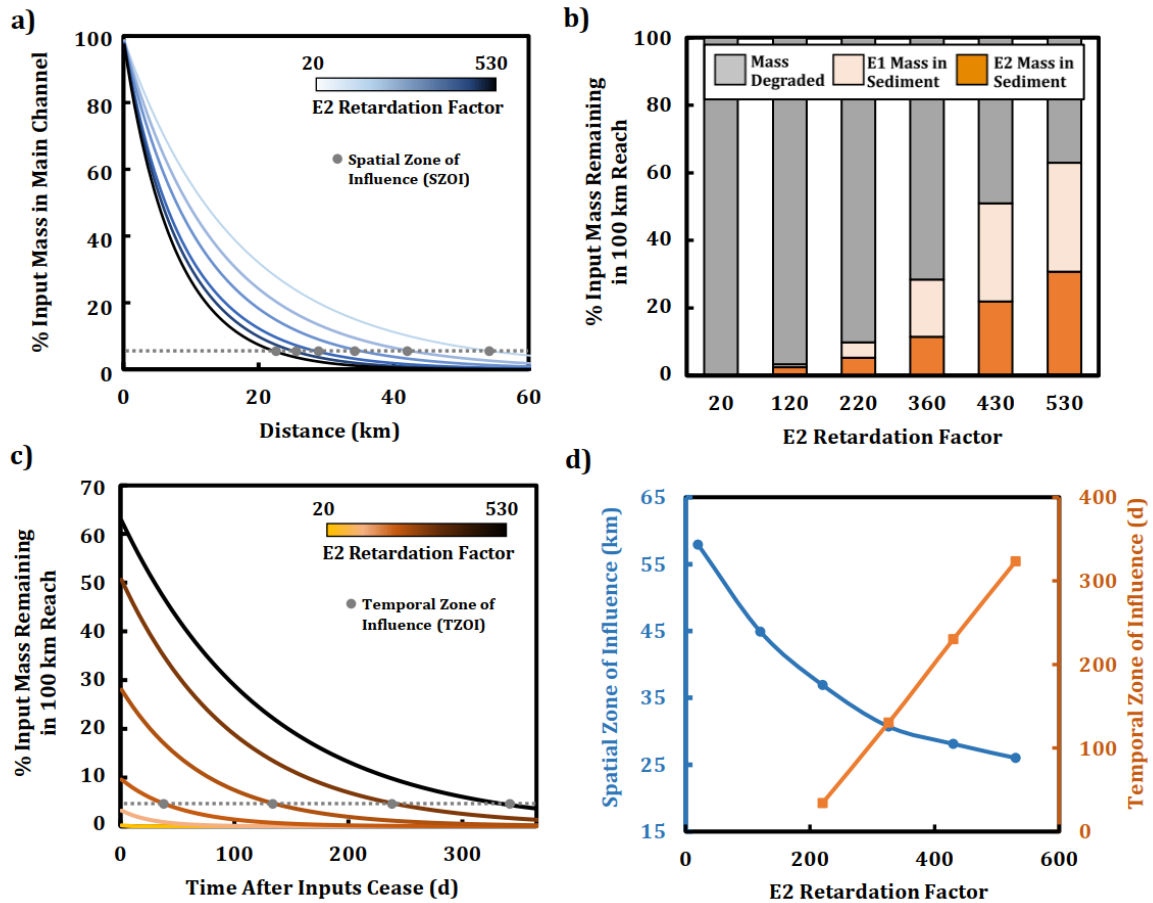 a)
100
80
60
40
20
0
% Input Mass in Main Channel
20
530
E2 Retardation Factor
Spatial Zone of
Influence (SZOI)
0
20
40
60
Distance (km)
b)
100
80
60
40
20
0
% Input Mass Remaining
in 100 km Reach
Mass
Degraded
E1 Mass in
Sediment
E2 Mass in
Sediment
20
120
220
360
430
530
E2 Retardation Factor
c)
70
60
50
40
30
20
10
0
% Input Mass Remaining
in 100 km Reach
20
530
E2 Retardation Factor
Temporal Zone of
Influence (TZOI)
0
100
200
300
Time After Inputs Cease (d)
d)
65
55
45
35
25
15
Spatial Zone of Influence (km)
400
300
200
100
0
Temporal Zone of Influence (d)
0
200
400
600
E2 Retardation Factor